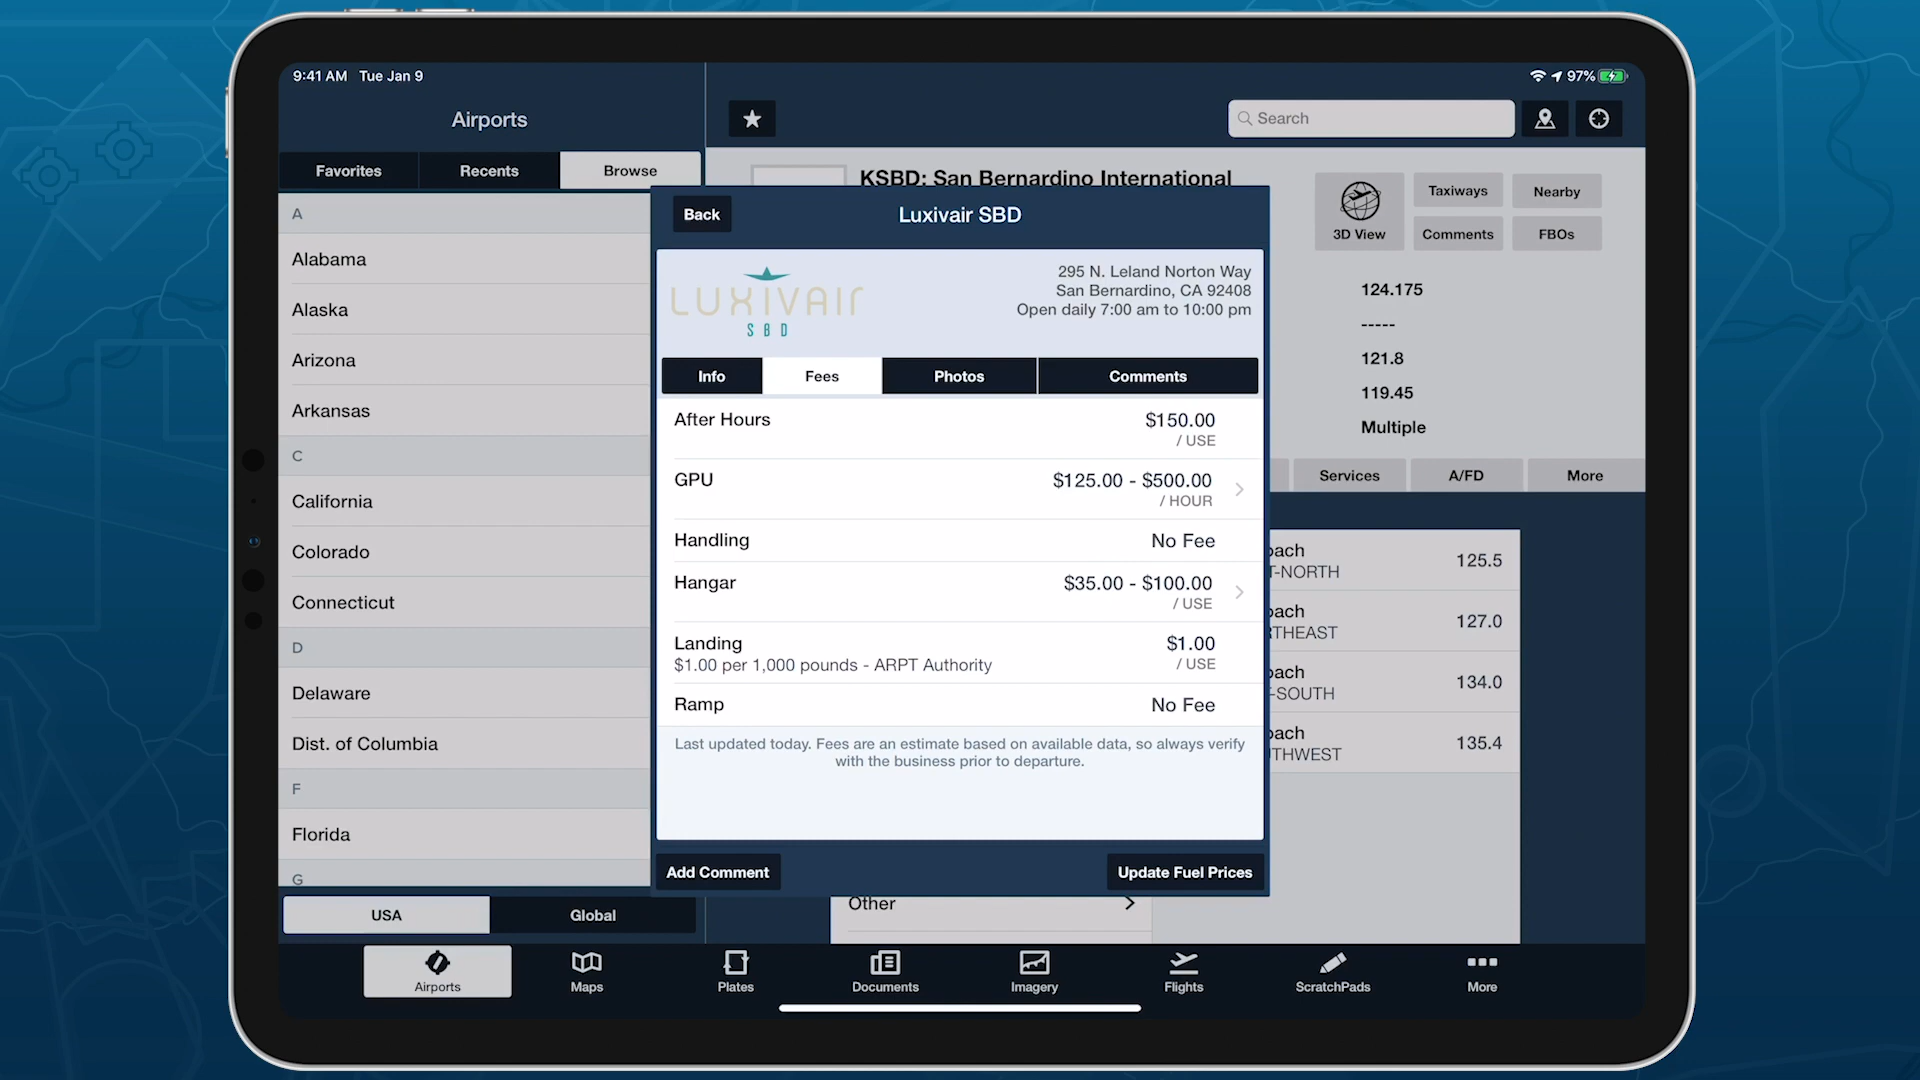 9:41 AM Tue Jan 9
97%
Airports
Search
Favorites
Recents
Browse
KSBD: San Bernardino International
3D View
Taxiways
Nearby
Comments
FBOs
124.175
-----
121.8
119.45
Multiple
Services
A/FD
More
A
Alabama
Alaska
Arizona
Arkansas
C
California
Colorado
Connecticut
D
Delaware
Dist. of Columbia
F
Florida
G
USA
Global
Back
Luxivair SBD
LUXIVAIR
SBD
295 N. Leland Norton Way
San Bernardino, CA 92408
Open daily 7:00 am to 10:00 pm
Info
Fees
Photos
Comments
After Hours
$150.00
/ USE
GPU
$125.00 - $500.00
/ HOUR
Handling
No Fee
Hangar
$35.00 - $100.00
/ USE
Landing
$1.00
$1.00 per 1,000 pounds - ARPT Authority
/ USE
Ramp
No Fee
Last updated today. Fees are an estimate based on available data, so always verify
with the business prior to departure.
Add Comment
Update Fuel Prices
125.5
127.0
134.0
135.4
Other
Airports
Maps
Plates
Documents
Imagery
Flights
ScratchPads
More